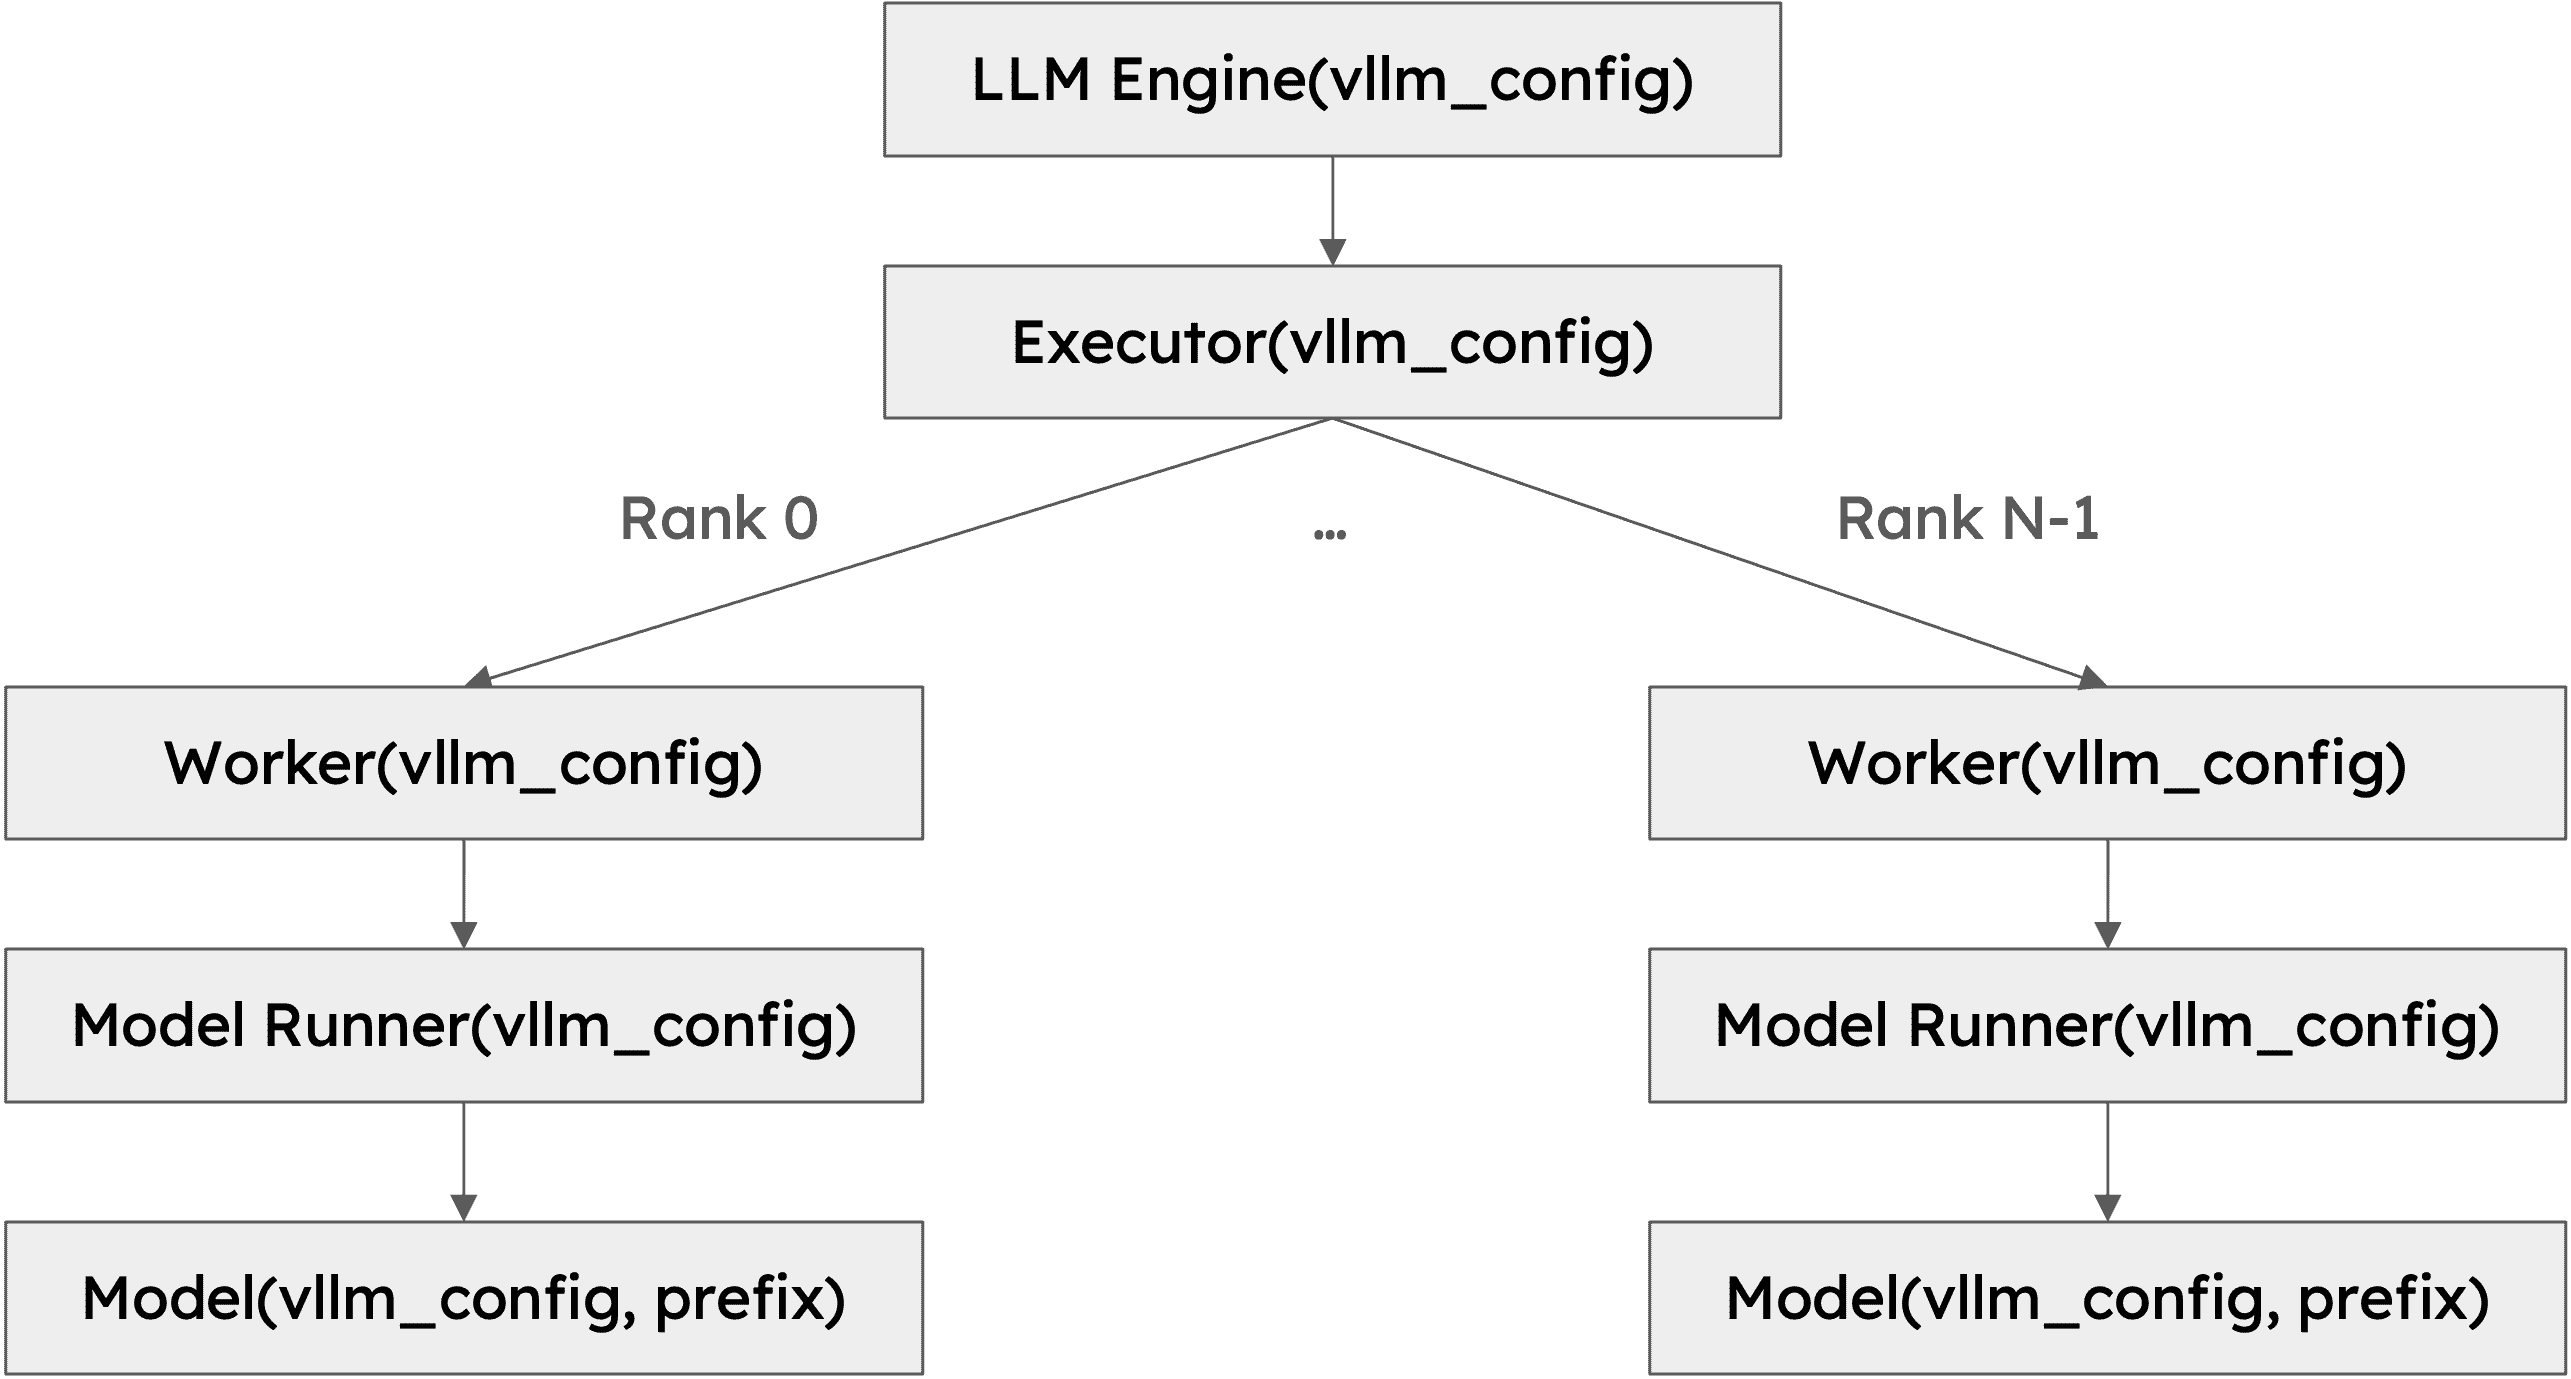 LLM Engine(vllm_config)
Executor(vllm_config)
Rank 0
...
Rank N-1
Worker(vllm_config)
Worker(vllm_config)
Model Runner(vllm_config)
Model Runner(vllm_config)
Model(vllm_config, prefix)
Model(vllm_config, prefix)